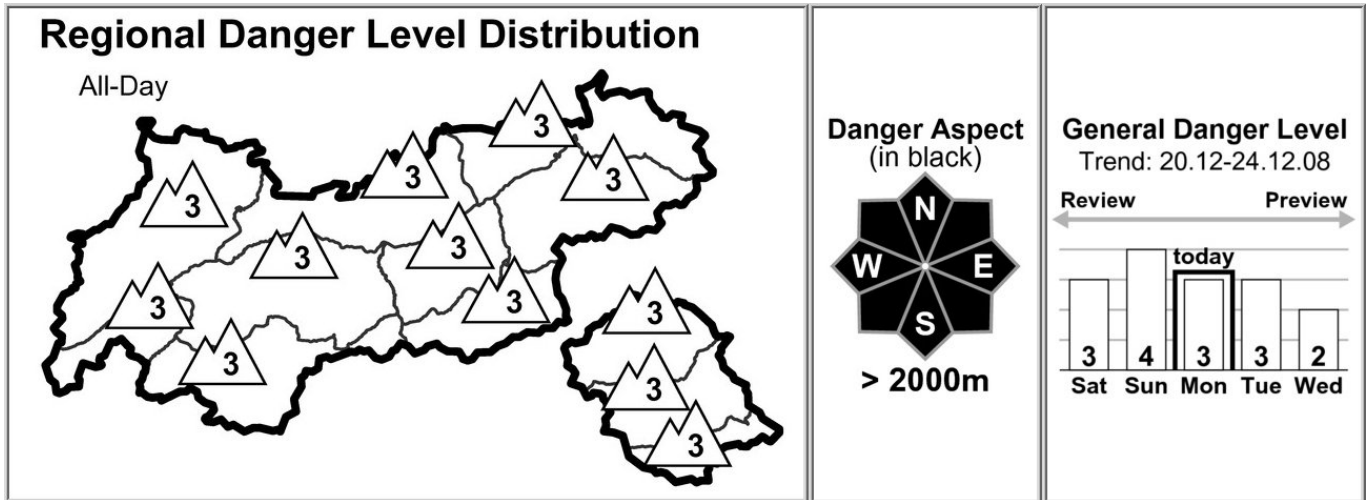 Regional Danger Level Distribution
All-Day
3
3
3
3
3
3
3
3
3
3
3
3
Danger Aspect
(in black)
N
W E
S
> 2000m
General Danger Level
Trend: 20.12-24.12.08
Review Preview
today
3 4 3 3 2
Sat Sun Mon Tue Wed